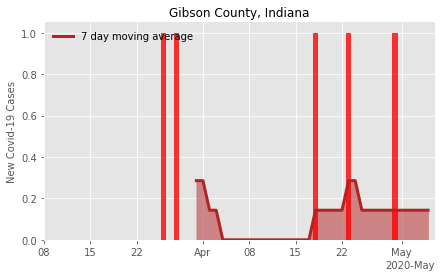 Gibson County, Indiana
7 day moving average
New Covid-19 Cases
1.0
0.8
0.6
0.4
0.2
0.0
08 15 22 Apr 08 15 22 May
2020-May